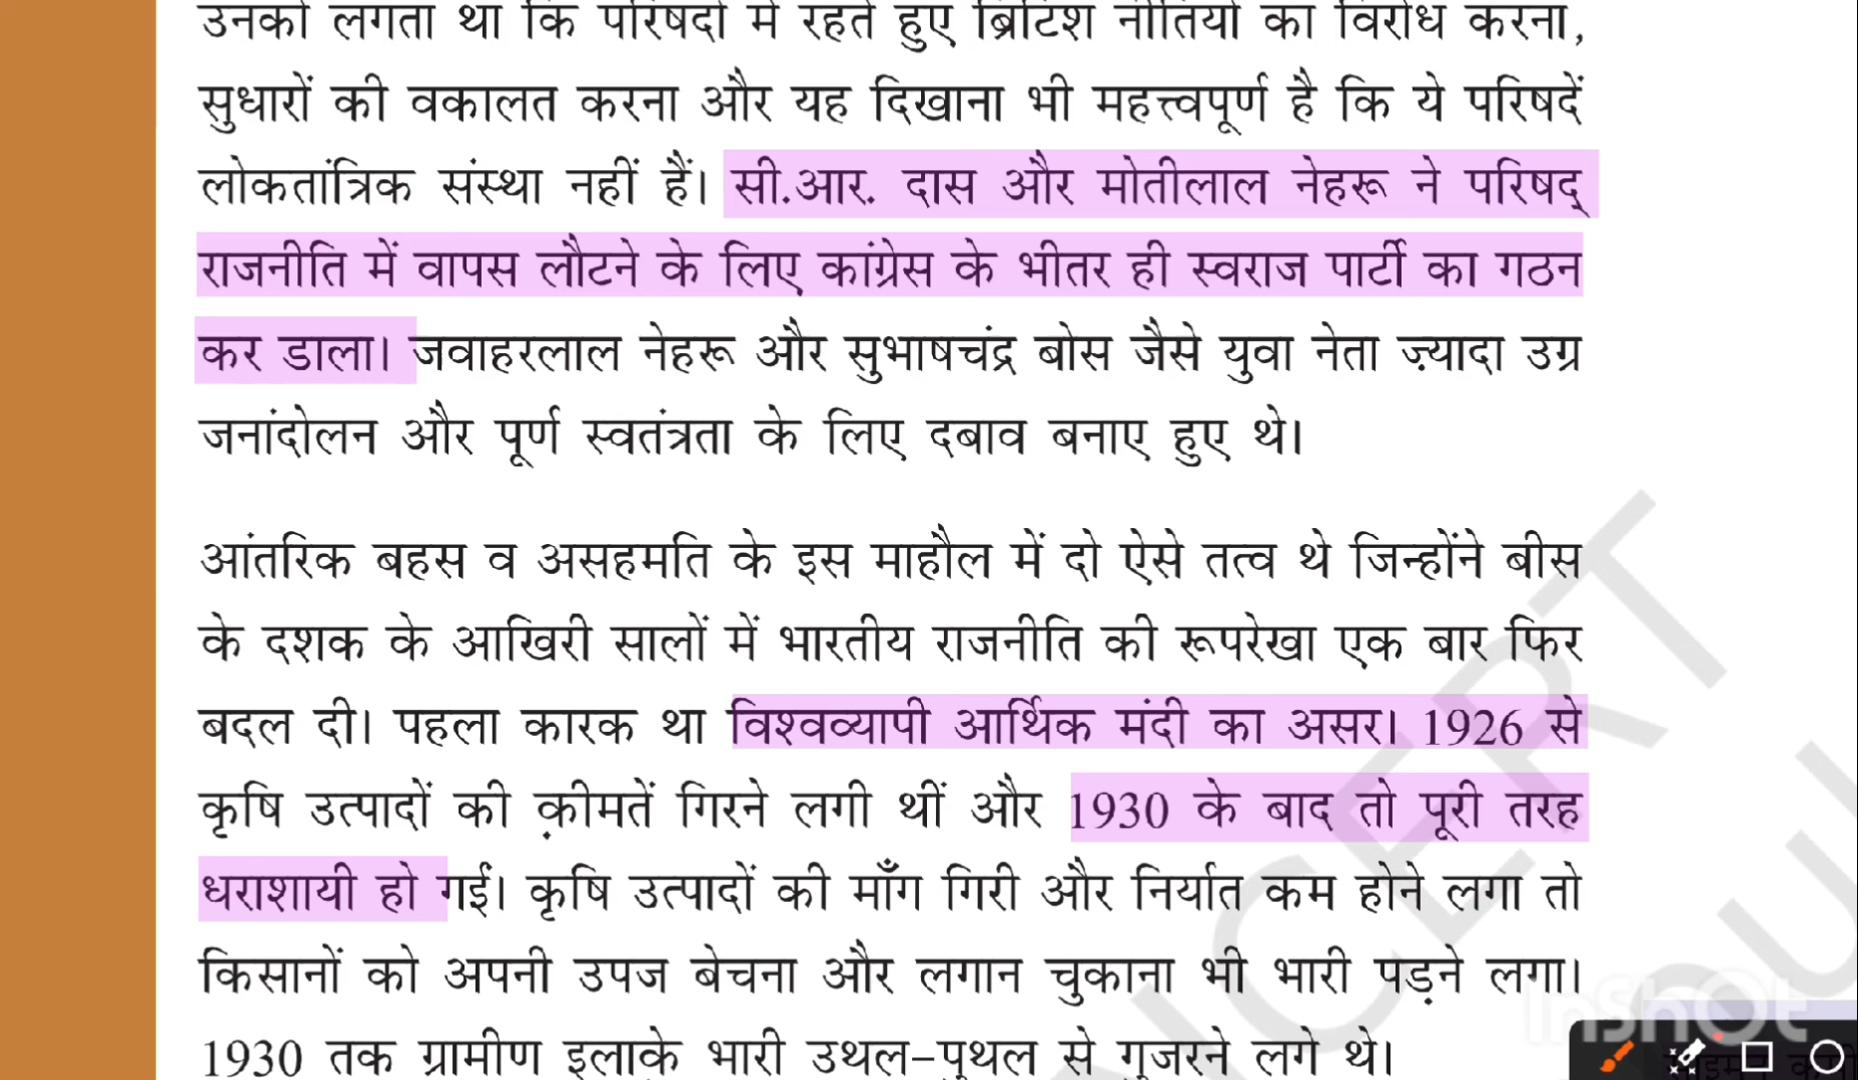 उनको लगता था कि परिषदों में रहते हुए ब्रिटिश नीतियों का विरोध करना,
सुधारों की वकालत करना और यह दिखाना भी महत्त्वपूर्ण है कि ये परिषदें
लोकतांत्रिक संस्था नहीं हैं। सी.आर. दास और मोतीलाल नेहरू ने परिषद्
राजनीति में वापस लौटने के लिए कांग्रेस के भीतर ही स्वराज पार्टी का गठन
कर डाला। जवाहरलाल नेहरू और सुभाषचंद्र बोस जैसे युवा नेता ज़्यादा उग्र
जनांदोलन और पूर्ण स्वतंत्रता के लिए दबाव बनाए हुए थे।
आंतरिक बहस व असहमति के इस माहौल में दो ऐसे तत्व थे जिन्होंने बीस
के दशक के आखिरी सालों में भारतीय राजनीति की रूपरेखा एक बार फिर
बदल दी। पहला कारक था विश्वव्यापी आर्थिक मंदी का असर। 1926 से
कृषि उत्पादों की क़ीमतें गिरने लगी थीं और 1930 के बाद तो पूरी तरह
धराशायी हो गईं। कृषि उत्पादों की माँग गिरी और निर्यात कम होने लगा तो
किसानों को अपनी उपज बेचना और लगान चुकाना भी भारी पड़ने लगा।
1930 तक ग्रामीण इलाके भारी उथल-पुथल से गुजरने लगे थे।
NCERT
InShOt